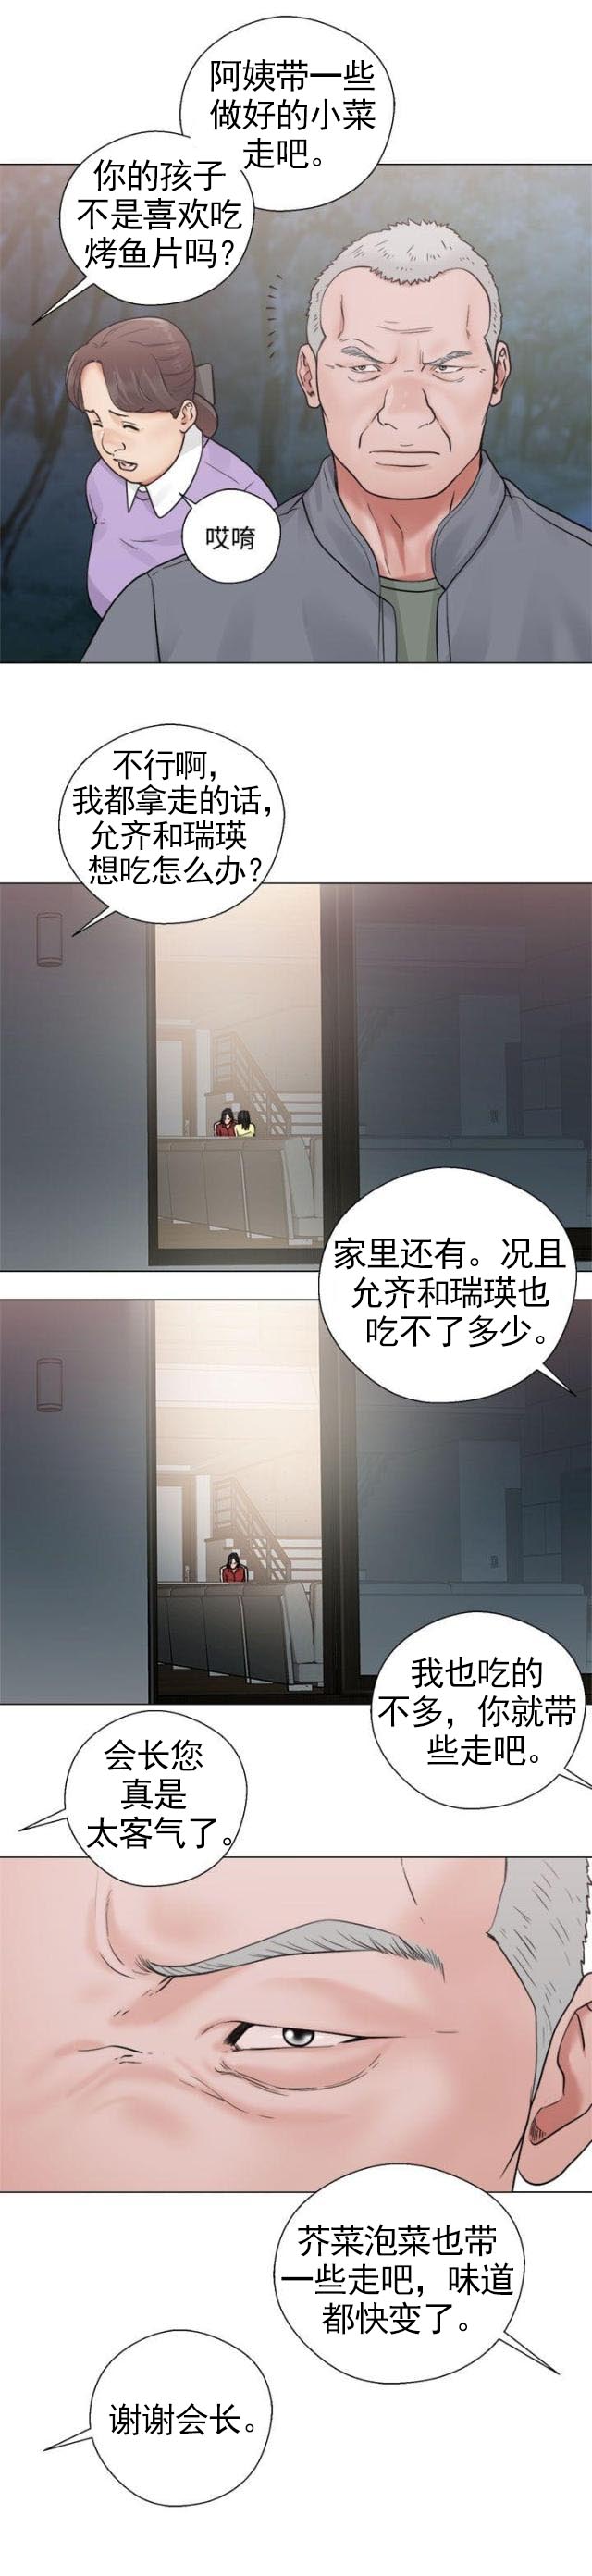 阿姨带一些
做好的小菜
走吧。
你的孩子
不是喜欢吃
烤鱼片吗？
哎唷
不行啊，
我都拿走的话，
允齐和瑞瑛
想吃怎么办？
家里还有。况且
允齐和瑞瑛也
吃不了多少。
我也吃的
不多，你就带
些走吧。
会长您
真是
太客气了。
芥菜泡菜也带
一些走吧，味道
都快变了。
谢谢会长。